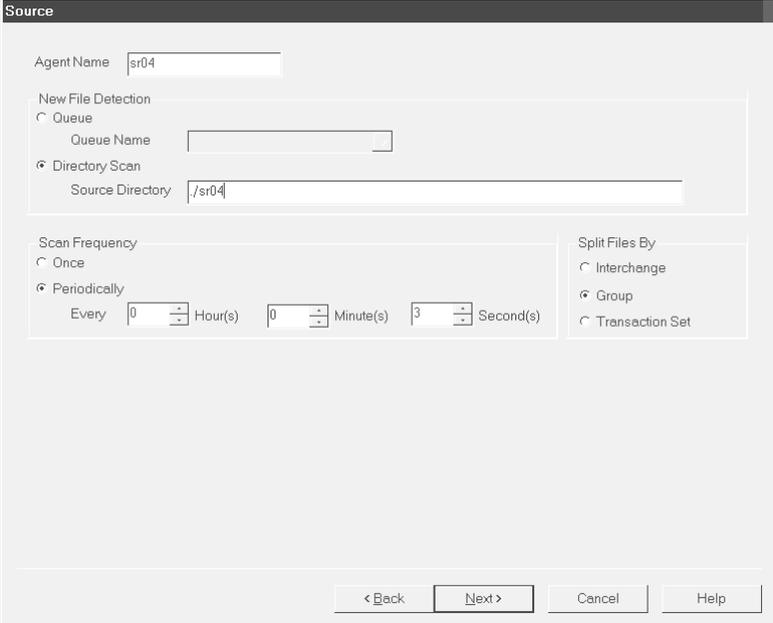 Source
Agent Name sr04
New File Detection
Queue
Queue Name
Directory Scan
Source Directory ./sr04
Scan Frequency
Once
Periodically
Every 0 Hour(s) 0 Minute(s) 3 Second(s)
Split Files By
Interchange
Group
Transaction Set
< Back Next > Cancel Help